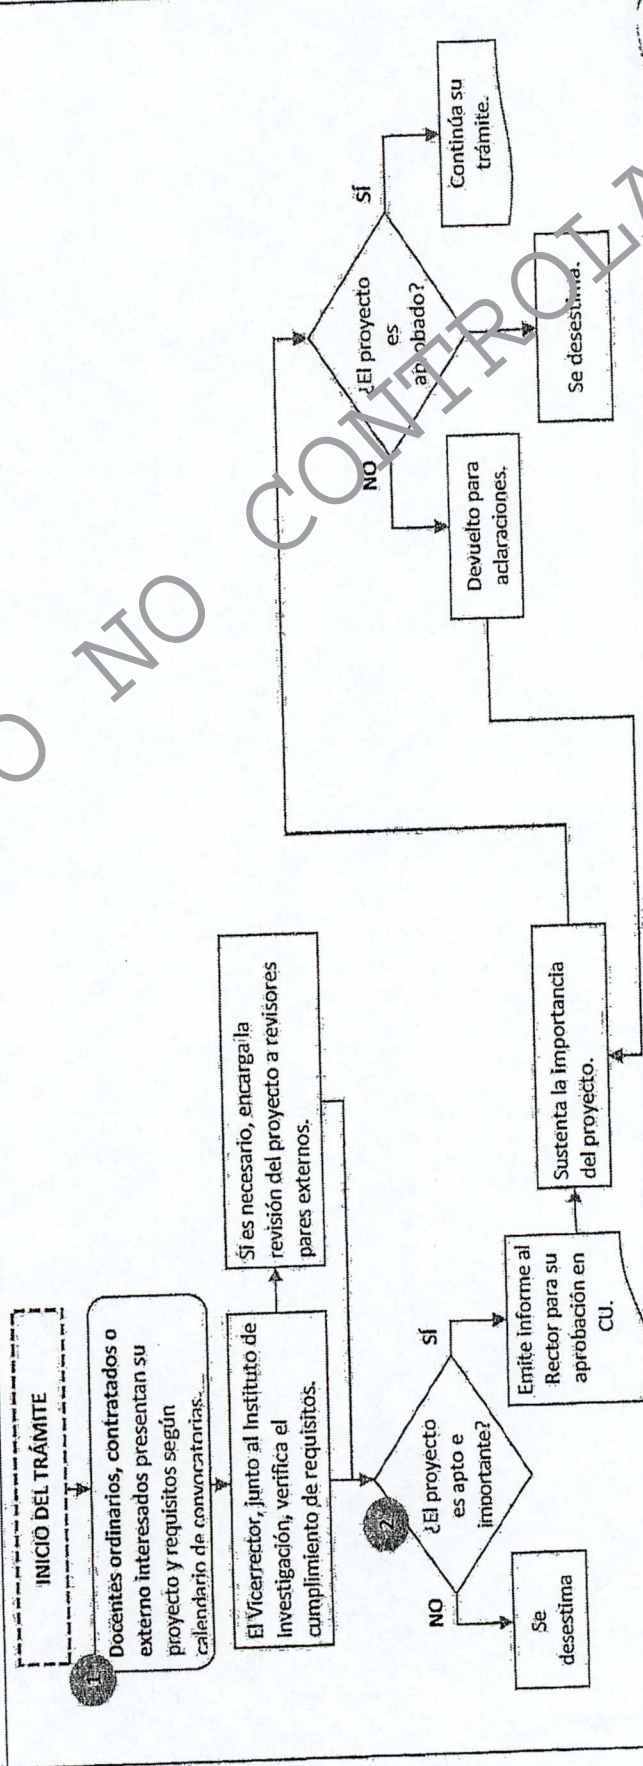 INICIO DEL TRÁMITE
1
Docentes ordinarios, contratados o
externo interesados presentan su
proyecto y requisitos según
calendario de convocatorias.
El Vicerrector, junto al Instituto de
Investigación, verifica el
cumplimiento de requisitos.
Sí es necesario, encarga la
revisión del proyecto a revisores
pares externos.
2
¿El proyecto
es apto e
importante?
NO
SÍ
Se
desestima
Emite informe al
Rector para su
aprobación en
CU.
Sustenta la importancia
del proyecto.
¿El proyecto
es
aprobado?
NO
SÍ
Devuelto para
aclaraciones.
Se desestima.
Continúa su
trámite.
NO CONTROLA